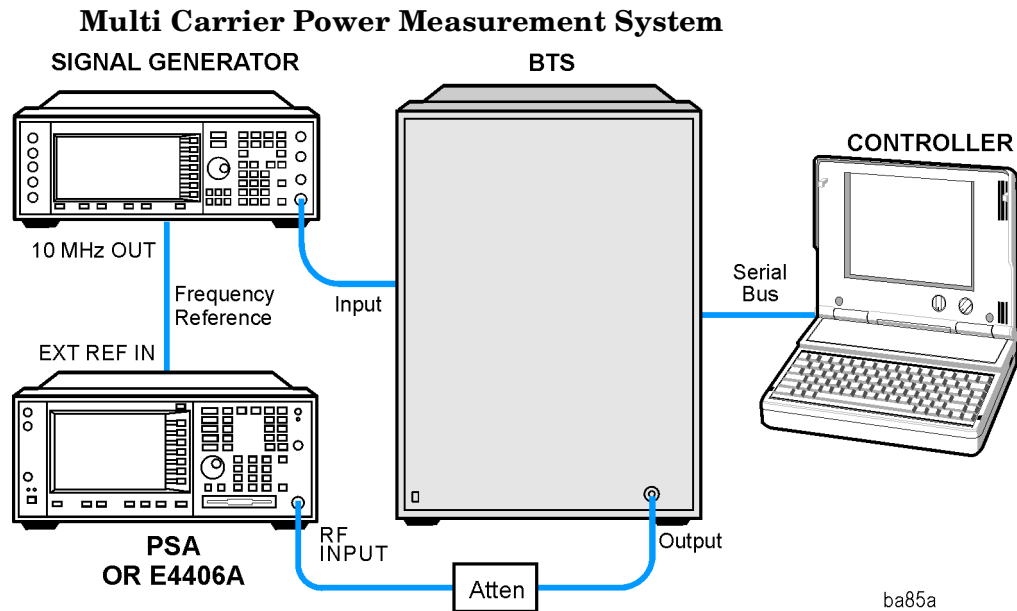 Multi Carrier Power Measurement System
SIGNAL GENERATOR
BTS
CONTROLLER
10 MHz OUT
Frequency
Reference
Input
Serial
Bus
EXT REF IN
PSA
OR E4406A
RF
INPUT
Output
Atten
ba85a